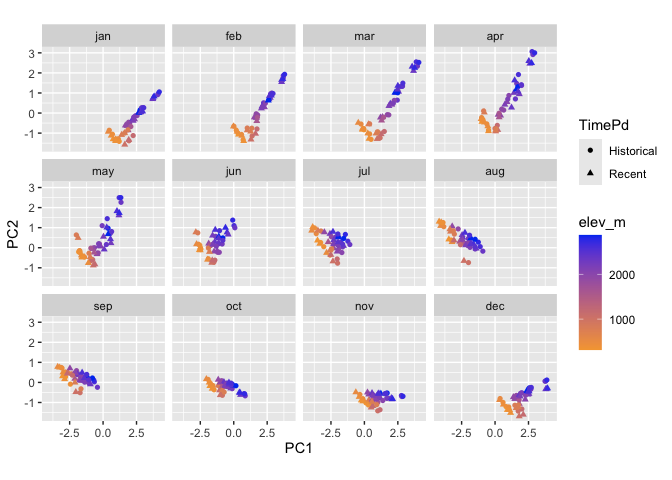 jan feb mar apr
3
2
1
0
-1
TimePd
Historical
Recent
may jun jul aug
3
2
1
0
-1
PC2
elev_m
2000
1000
sep oct nov dec
3
2
1
0
-1
-2.5 0.0 2.5 -2.5 0.0 2.5 -2.5 0.0 2.5 -2.5 0.0 2.5
PC1